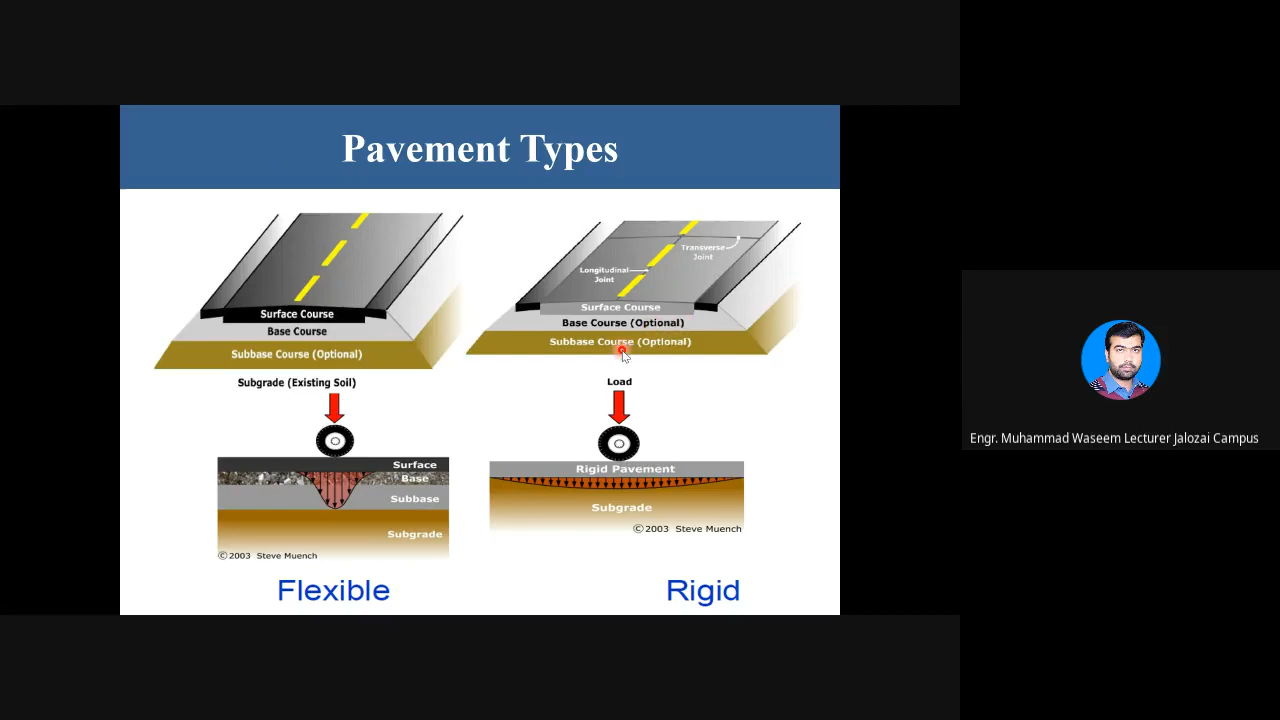 Pavement Types
Surface Course
Base Course
Subbase Course (Optional)
Subgrade (Existing Soil)
Surface
Base
Subbase
Subgrade
©2003 Steve Muench
Flexible
Transverse
Joint
Longitudinal
Joint
Surface Course
Base Course (Optional)
Subbase Course (Optional)
Load
Rigid Pavement
Subgrade
©2003 Steve Muench
Rigid
Engr. Muhammad Waseem Lecturer Jalozai Campus